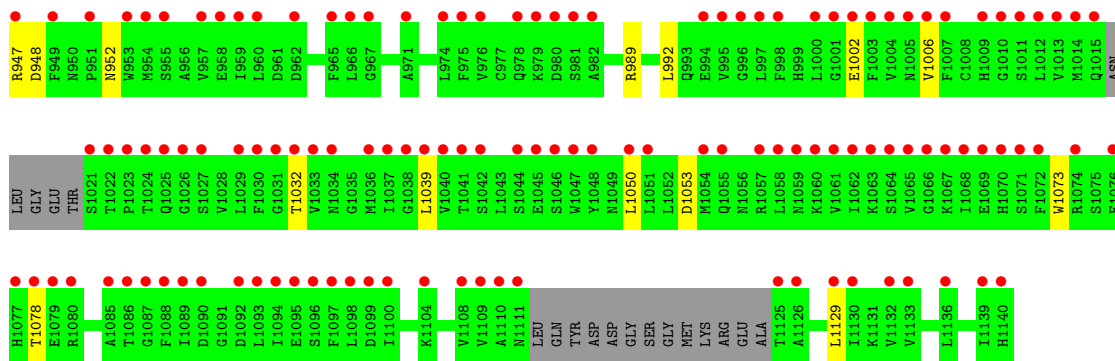 R947 D948 F949 N950 P951 N952 W953 M954 S955 A956 V957 E958 I959 L960 D961 D962 F965 L966 G967 A971 L974 F975 V976 C977 Q978 K979 D980 S981 A982 R989 L992 Q993 E994 V995 G996 L997 F998 H999 L1000 G1001 E1002 F1003 V1004 N1005 V1006 F1007 C1008 H1009 G1010 S1011 L1012 V1013 M1014 Q1015 ASN
LEU GLY GLU THR S1021 T1022 P1023 T1024 Q1025 G1026 S1027 V1028 L1029 F1030 G1031 T1032 V1033 N1034 G1035 M1036 I1037 G1038 L1039 V1040 T1041 S1042 L1043 S1044 E1045 S1046 W1047 Y1048 N1049 L1050 L1051 L1052 D1053 M1054 Q1055 N1056 R1057 L1058 N1059 K1060 V1061 I1062 K1063 S1064 V1065 G1066 K1067 I1068 E1069 H1070 S1071 F1072 W1073 R1074 S1075 F1076
H1077 T1078 E1079 R1080 A1085 T1086 G1087 F1088 I1089 D1090 G1091 D1092 L1093 I1094 E1095 S1096 F1097 L1098 D1099 I1100 K1104 V1108 V1109 A1110 N1111 LEU GLN TYR ASP ASP GLY SER GLY MET LYS ARG GLU ALA T1125 A1126 L1129 I1130 K1131 V1132 V1133 L1136 I1139 H1140